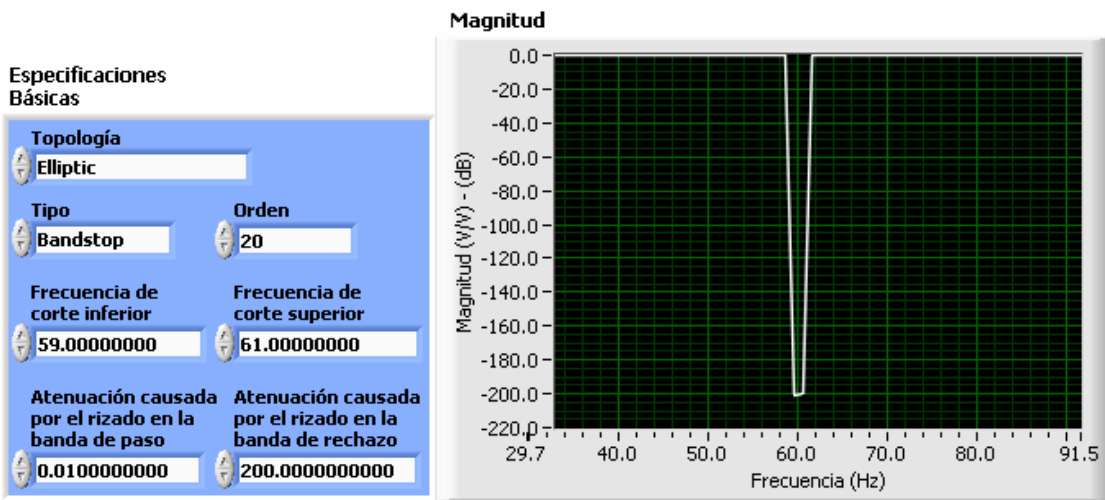 Especificaciones
Básicas
Topología
Elliptic
Tipo
Orden
Bandstop
20
Frecuencia de
corte inferior
Frecuencia de
corte superior
59.00000000
61.00000000
Atenuación causada
por el rizado en la
banda de paso
Atenuación causada
por el rizado en la
banda de rechazo
0.0100000000
200.0000000000
Magnitud
Magnitud (V/V) - (dB)
0.0
-20.0
-40.0
-60.0
-80.0
-100.0
-120.0
-140.0
-160.0
-180.0
-200.0
-220.0
29.7
40.0
50.0
60.0
70.0
80.0
91.5
Frecuencia (Hz)